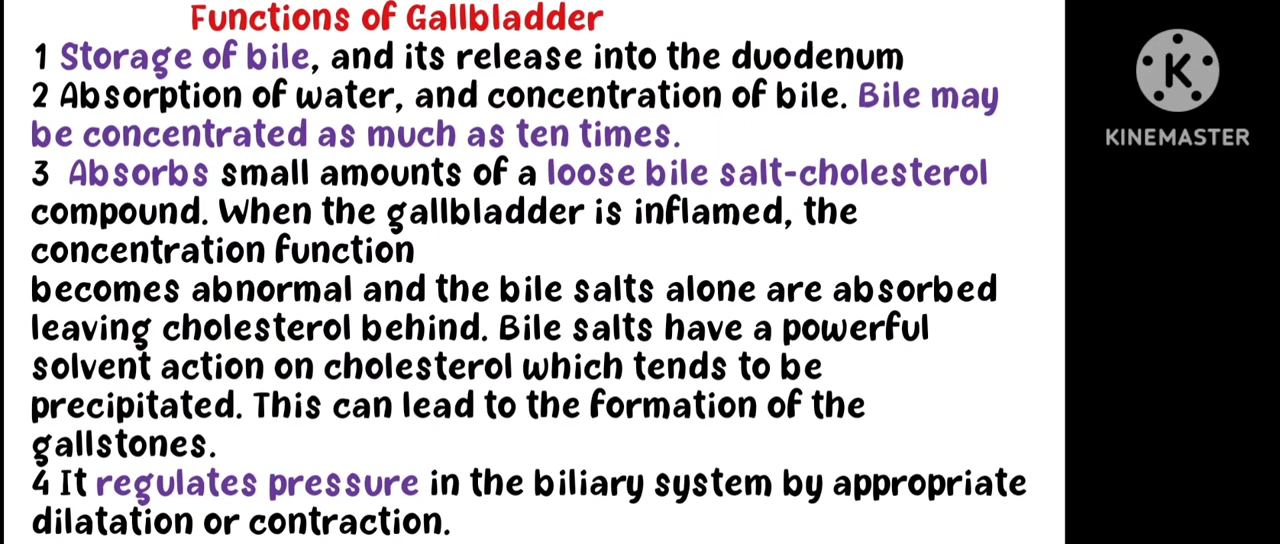 Functions of Gallbladder
1 Storage of bile, and its release into the duodenum
2 Absorption of water, and concentration of bile. Bile may
be concentrated as much as ten times.
3 Absorbs small amounts of a loose bile salt-cholesterol
compound. When the gallbladder is inflamed, the
concentration function
becomes abnormal and the bile salts alone are absorbed
leaving cholesterol behind. Bile salts have a powerful
solvent action on cholesterol which tends to be
precipitated. This can lead to the formation of the
gallstones.
4 It regulates pressure in the biliary system by appropriate
dilatation or contraction.
K
KINEMASTER